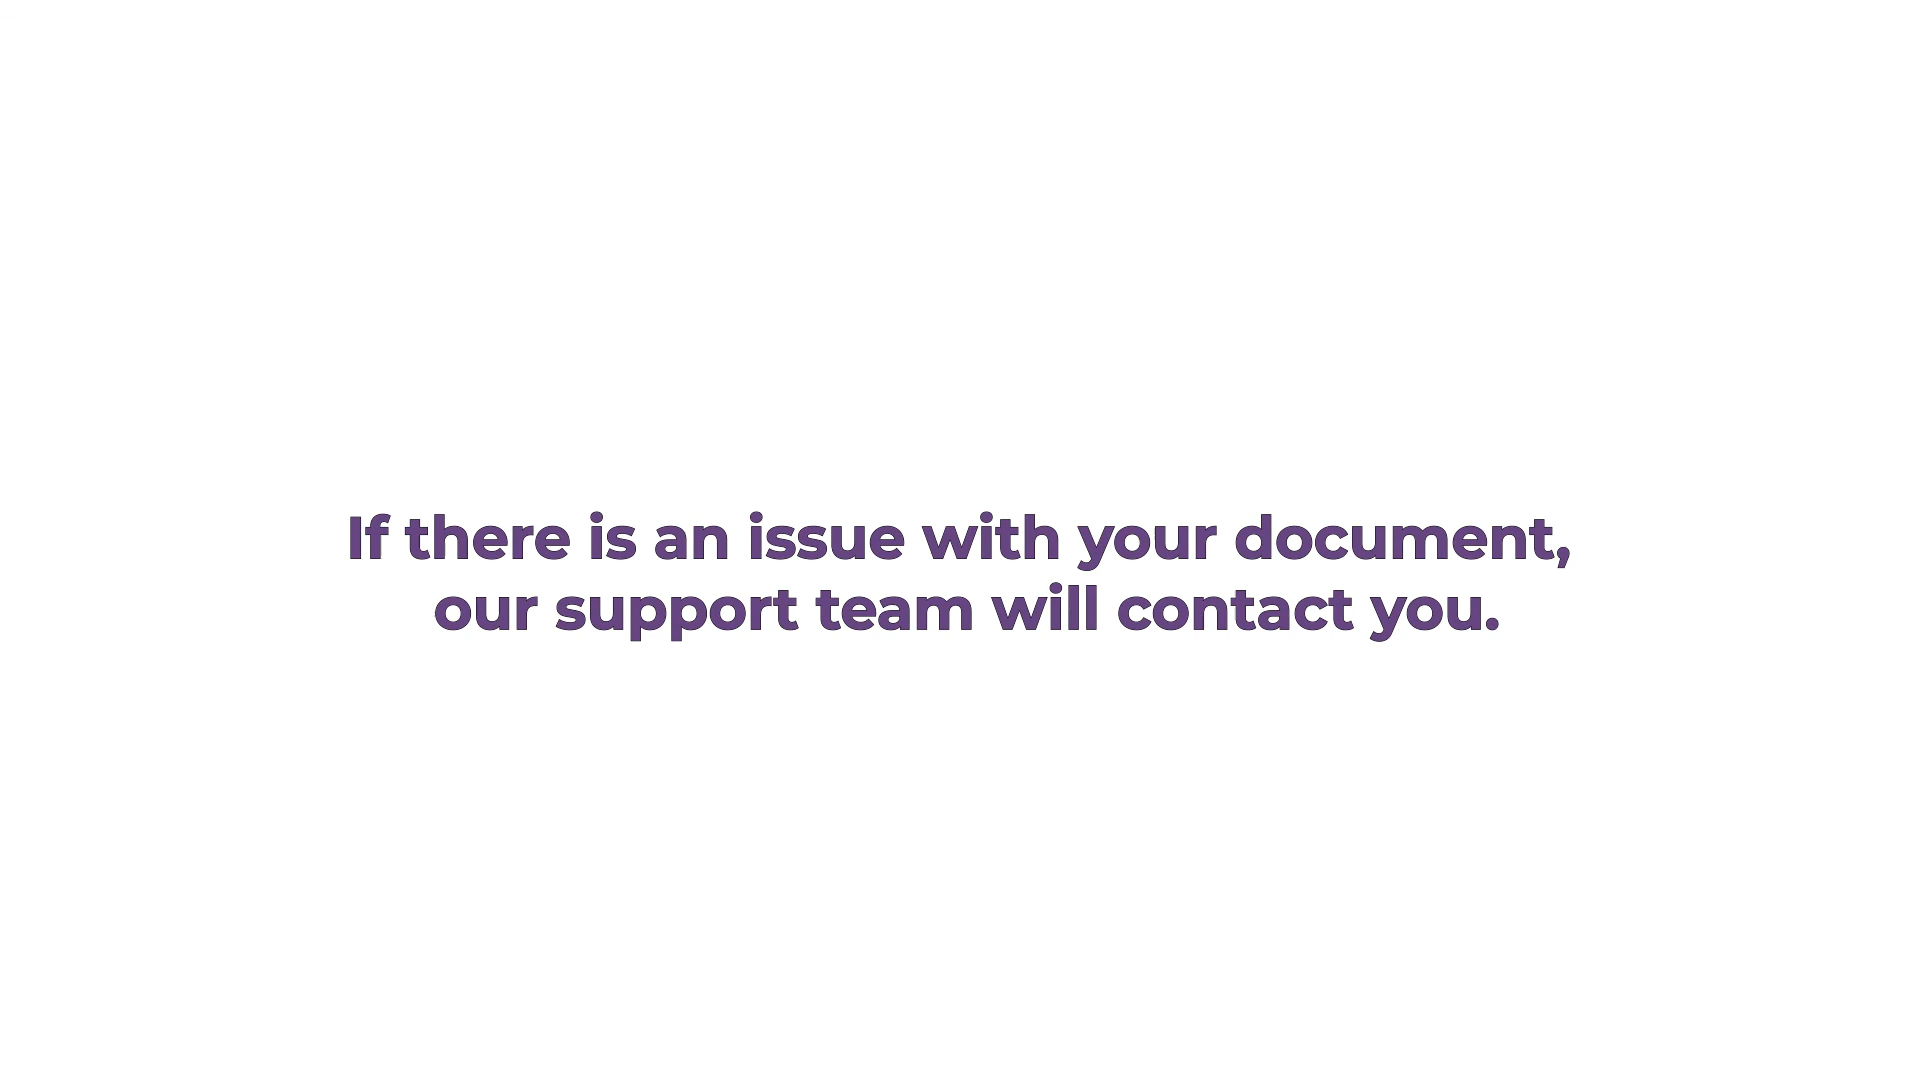 If there is an issue with your document,
our support team will contact you.